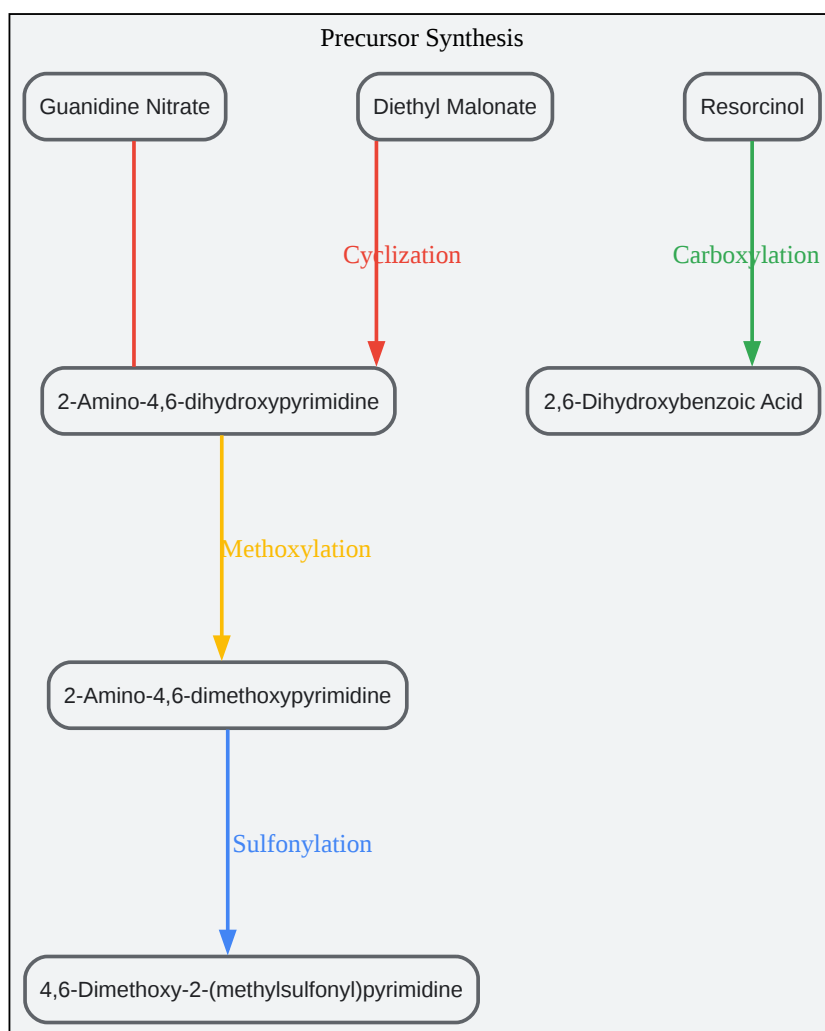 Precursor Synthesis
Guanidine Nitrate
Diethyl Malonate
Resorcinol
Cyclization
Carboxylation
2-Amino-4,6-dihydroxypyrimidine
2,6-Dihydroxybenzoic Acid
Methoxylation
2-Amino-4,6-dimethoxypyrimidine
Sulfonylation
4,6-Dimethoxy-2-(methylsulfonyl)pyrimidine